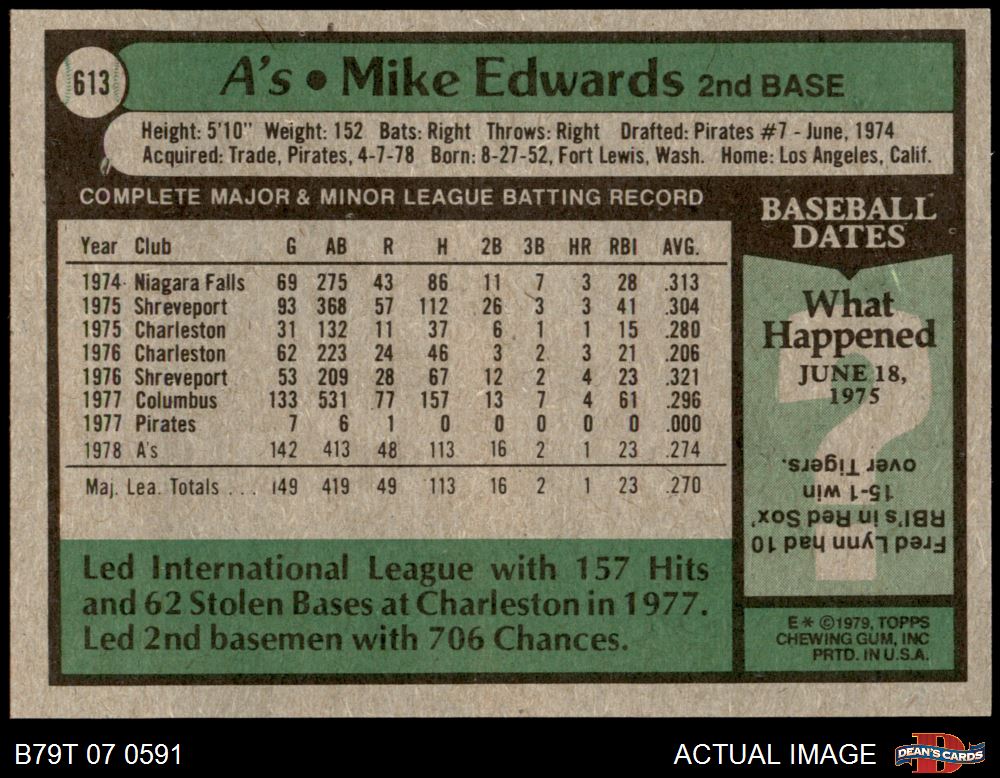 613
A's • Mike Edwards 2nd BASE
Height: 5'10" Weight: 152 Bats: Right Throws: Right Drafted: Pirates #7 - June, 1974
Acquired: Trade, Pirates, 4-7-78 Born: 8-27-52, Fort Lewis, Wash. Home: Los Angeles, Calif.
COMPLETE MAJOR & MINOR LEAGUE BATTING RECORD
Year Club G AB R H 2B 3B HR RBI AVG.
1974 Niagara Falls 69 275 43 86 11 7 3 28 .313
1975 Shreveport 93 368 57 112 26 3 3 41 .304
1975 Charleston 31 132 11 37 6 1 1 15 .280
1976 Charleston 62 223 24 46 3 2 3 21 .206
1976 Shreveport 53 209 28 67 12 2 4 23 .321
1977 Columbus 133 531 77 157 13 7 4 61 .296
1977 Pirates 7 6 1 0 0 0 0 0 .000
1978 A's 142 413 48 113 16 2 1 23 .274
Maj. Lea. Totals . . . 149 419 49 113 16 2 1 23 .270
Led International League with 157 Hits
and 62 Stolen Bases at Charleston in 1977.
Led 2nd basemen with 706 Chances.
BASEBALL
DATES
What
Happened
JUNE 18,
1975
?
Fred Lynn had 10
RBI's in Red Sox'
15-1 win
over Tigers.
E * ©1979, TOPPS
CHEWING GUM, INC
PRTD. IN U.S.A.
B79T 07 0591
ACTUAL IMAGE
DEAN'S CARDS